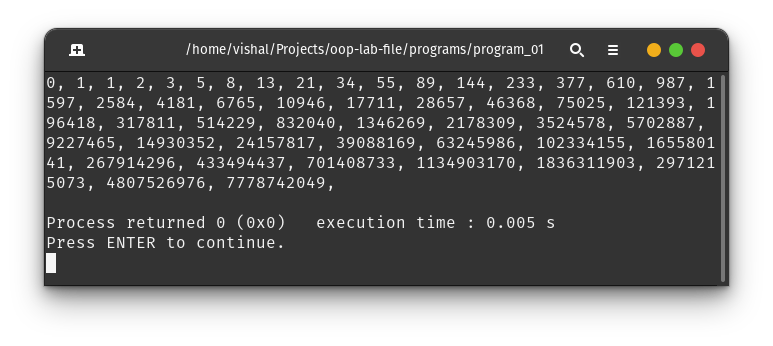 /home/vishal/Projects/oop-lab-file/programs/program_01
0, 1, 1, 2, 3, 5, 8, 13, 21, 34, 55, 89, 144, 233, 377, 610, 987, 1
597, 2584, 4181, 6765, 10946, 17711, 28657, 46368, 75025, 121393, 1
96418, 317811, 514229, 832040, 1346269, 2178309, 3524578, 5702887,
9227465, 14930352, 24157817, 39088169, 63245986, 102334155, 1655801
41, 267914296, 433494437, 701408733, 1134903170, 1836311903, 297121
5073, 4807526976, 7778742049,
Process returned 0 (0x0)   execution time : 0.005 s
Press ENTER to continue.